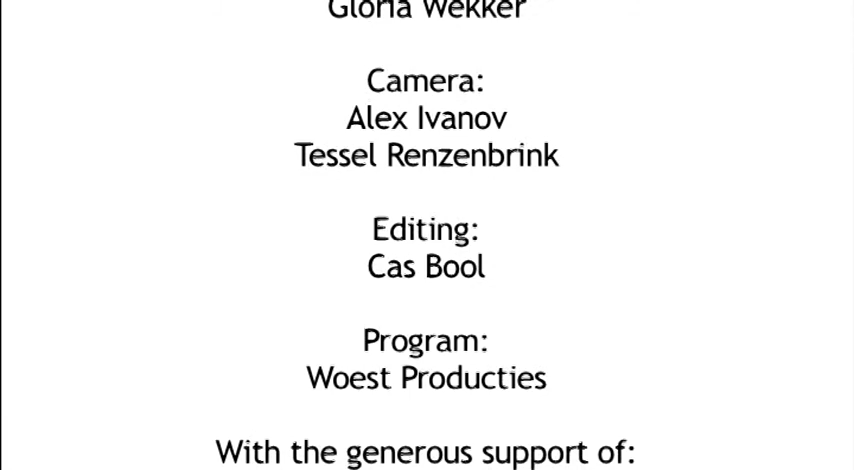 Gloria Wekker
Camera:
Alex Ivanov
Tessel Renzenbrink
Editing:
Cas Bool
Program:
Woest Producties
With the generous support of: